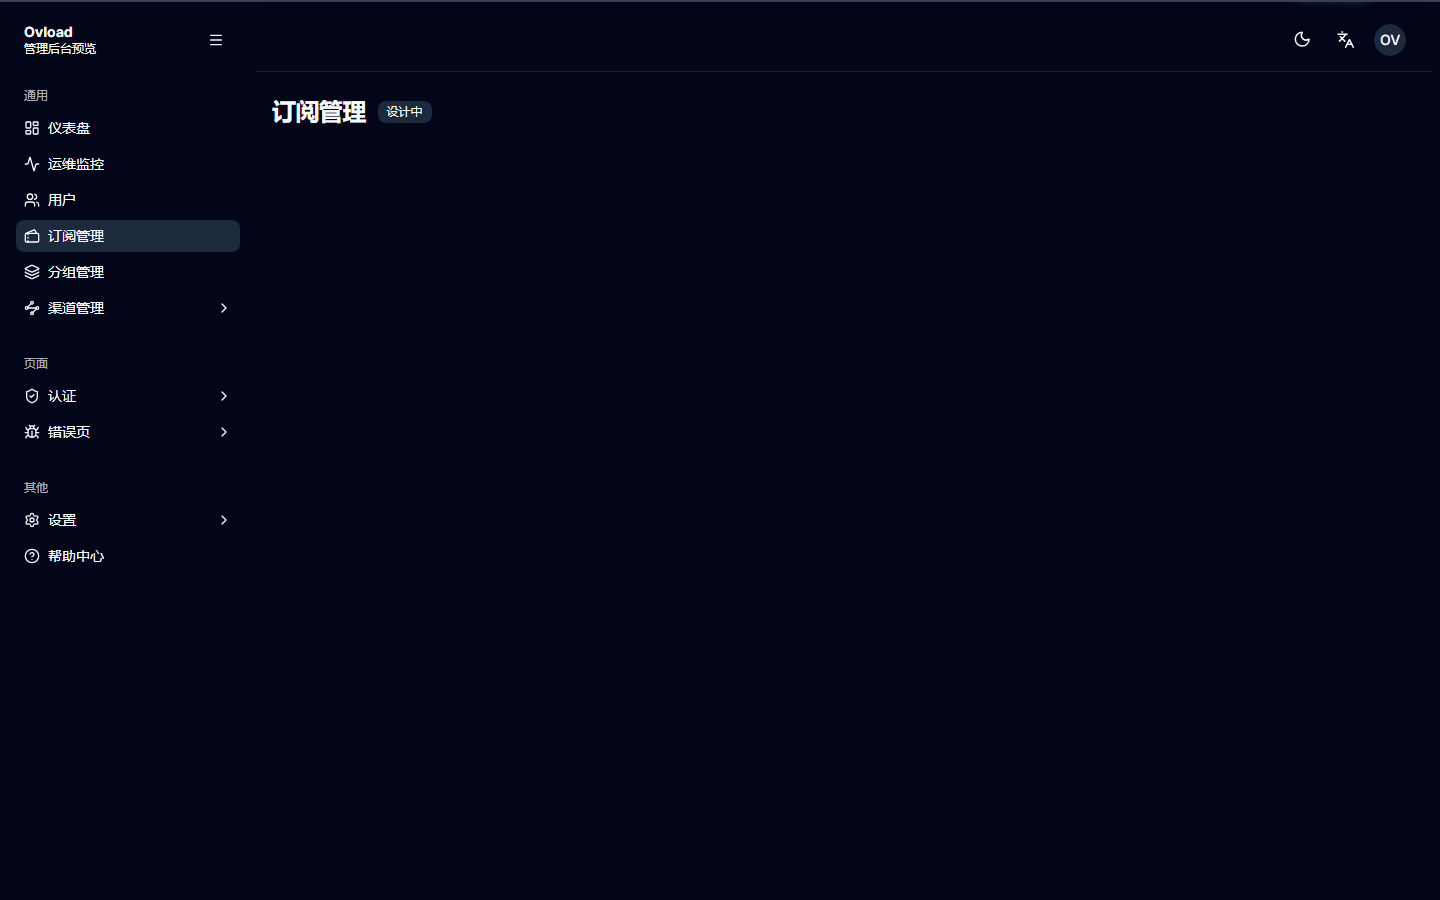 Ovload
管理后台预览
OV
通用
仪表盘
运维监控
用户
订阅管理
分组管理
渠道管理
页面
认证
错误页
其他
设置
帮助中心
订阅管理 设计中